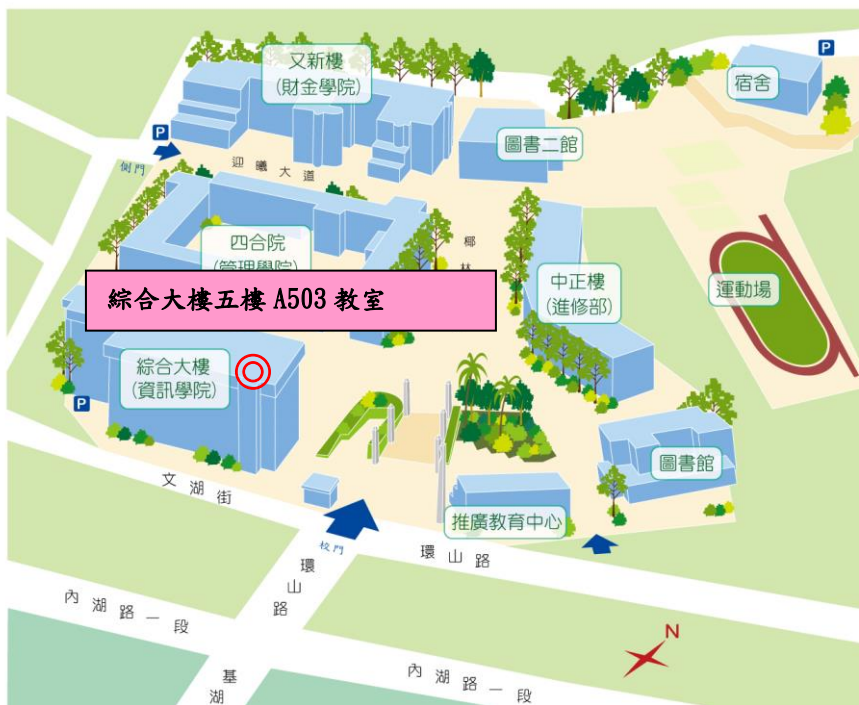 又新樓
(財金學院)
P
宿舍
P
圖書二館
側門
迎曦大道
四合院
(管理學院)
椰林
中正樓
(進修部)
運動場
綜合大樓五樓 A503 教室
綜合大樓
(資訊學院)
P
圖書館
文湖街
推廣教育中心
校門
環山路
環山路
內湖路一段
N
內湖路一段
基湖